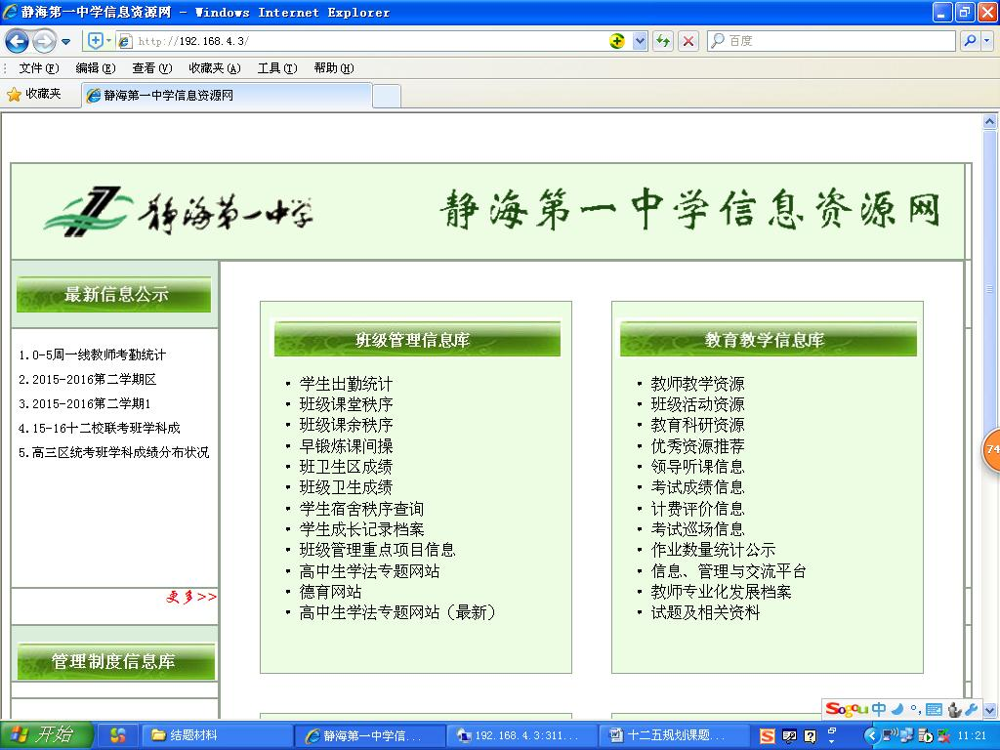 静海第一中学信息资源网 - Windows Internet Explorer
http://192.168.4.3/
百度
文件(F) 编辑(E) 查看(V) 收藏夹(A) 工具(T) 帮助(H)
收藏夹 静海第一中学信息资源网
静海第一中学 静海第一中学信息资源网
最新信息公示
1.0-5周一线教师考勤统计
2.2015-2016第二学期区
3.2015-2016第二学期1
4.15-16十二校联考班学科成
5.高三区统考班学科成绩分布状况
更多>>
管理制度信息库
班级管理信息库
• 学生出勤统计
• 班级课堂秩序
• 班级课余秩序
• 早锻炼课间操
• 班卫生区成绩
• 班级卫生成绩
• 学生宿舍秩序查询
• 学生成长记录档案
• 班级管理重点项目信息
• 高中生学法专题网站
• 德育网站
• 高中生学法专题网站（最新）
教育教学信息库
• 教师教学资源
• 班级活动资源
• 教育科研资源
• 优秀资源推荐
• 领导听课信息
• 考试成绩信息
• 计费评价信息
• 考试巡场信息
• 作业数量统计公示
• 信息、管理与交流平台
• 教师专业化发展档案
• 试题及相关资料
74
Sogou 中
开始 结题材料 静海第一中学信... 192.168.4.3:311... 十二五规划课题... 11:21